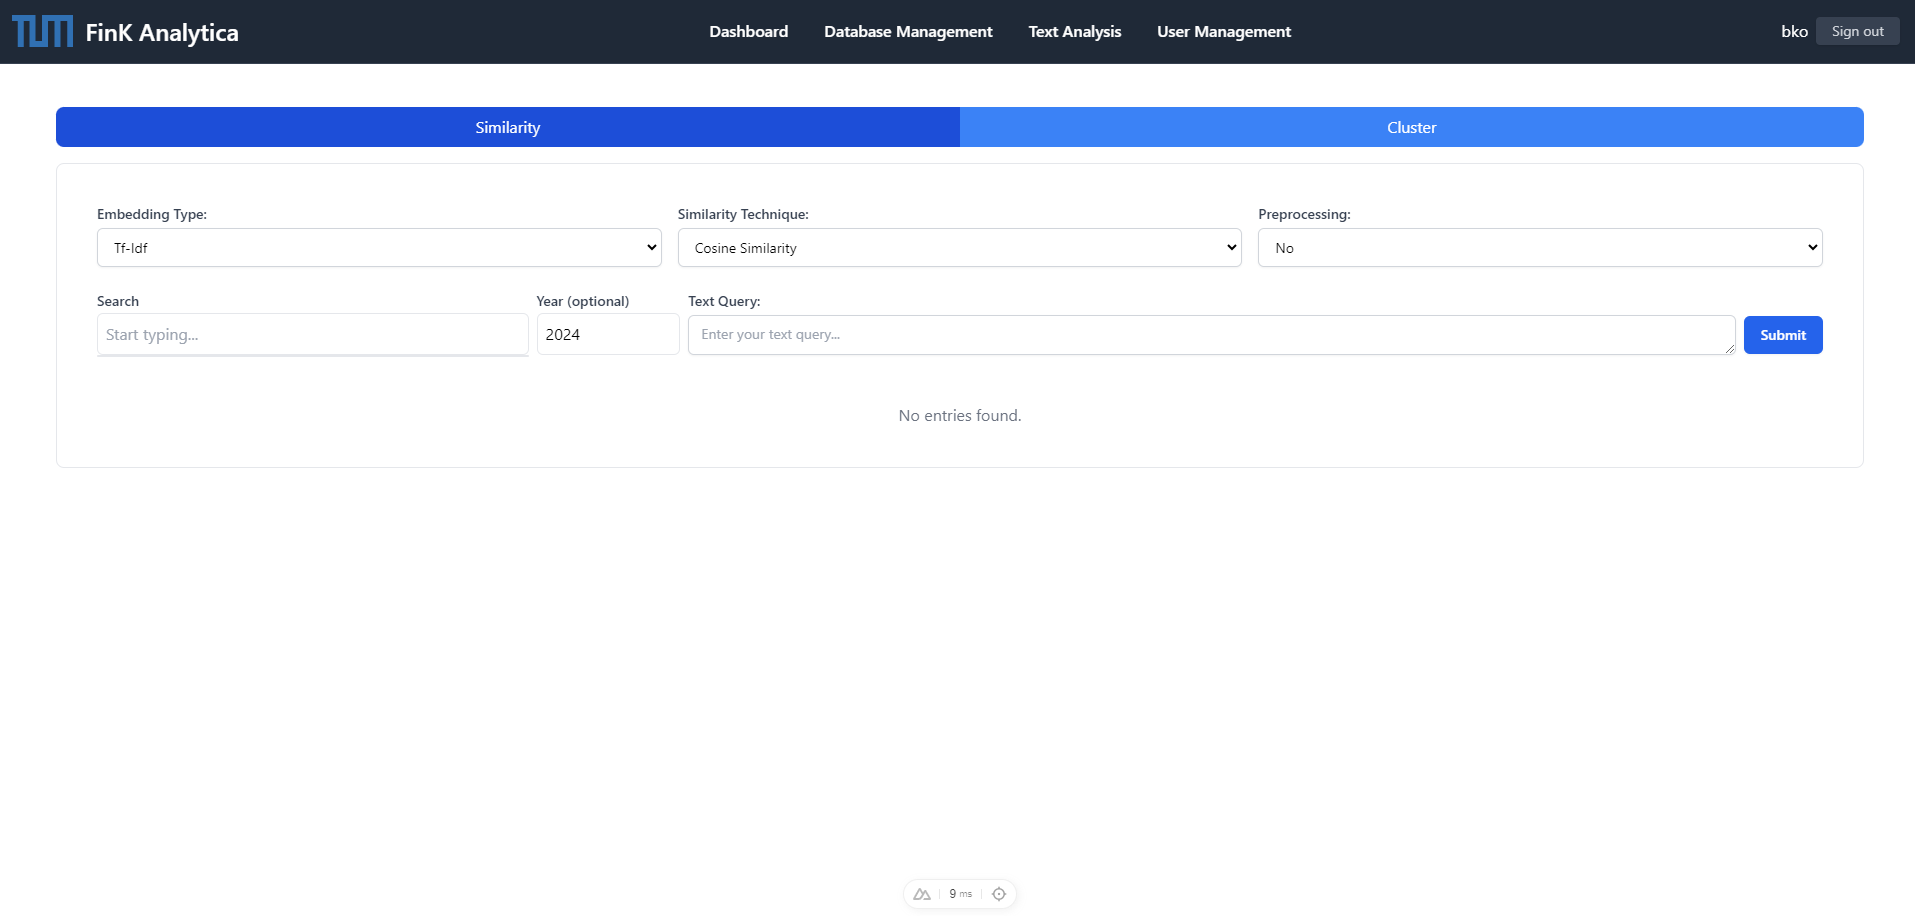 TUM FinK Analytica Dashboard Database Management Text Analysis User Management bko Sign out
Similarity Cluster
Embedding Type: Similarity Technique: Preprocessing:
Tf-Idf Cosine Similarity No
Search Year (optional) Text Query:
Start typing... 2024 Enter your text query... Submit
No entries found.
9 ms